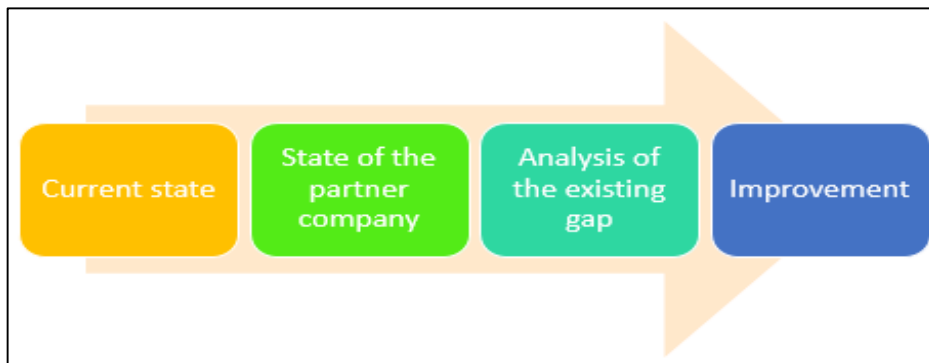 Current state
State of the
partner
company
Analysis of
the existing
gap
Improvement